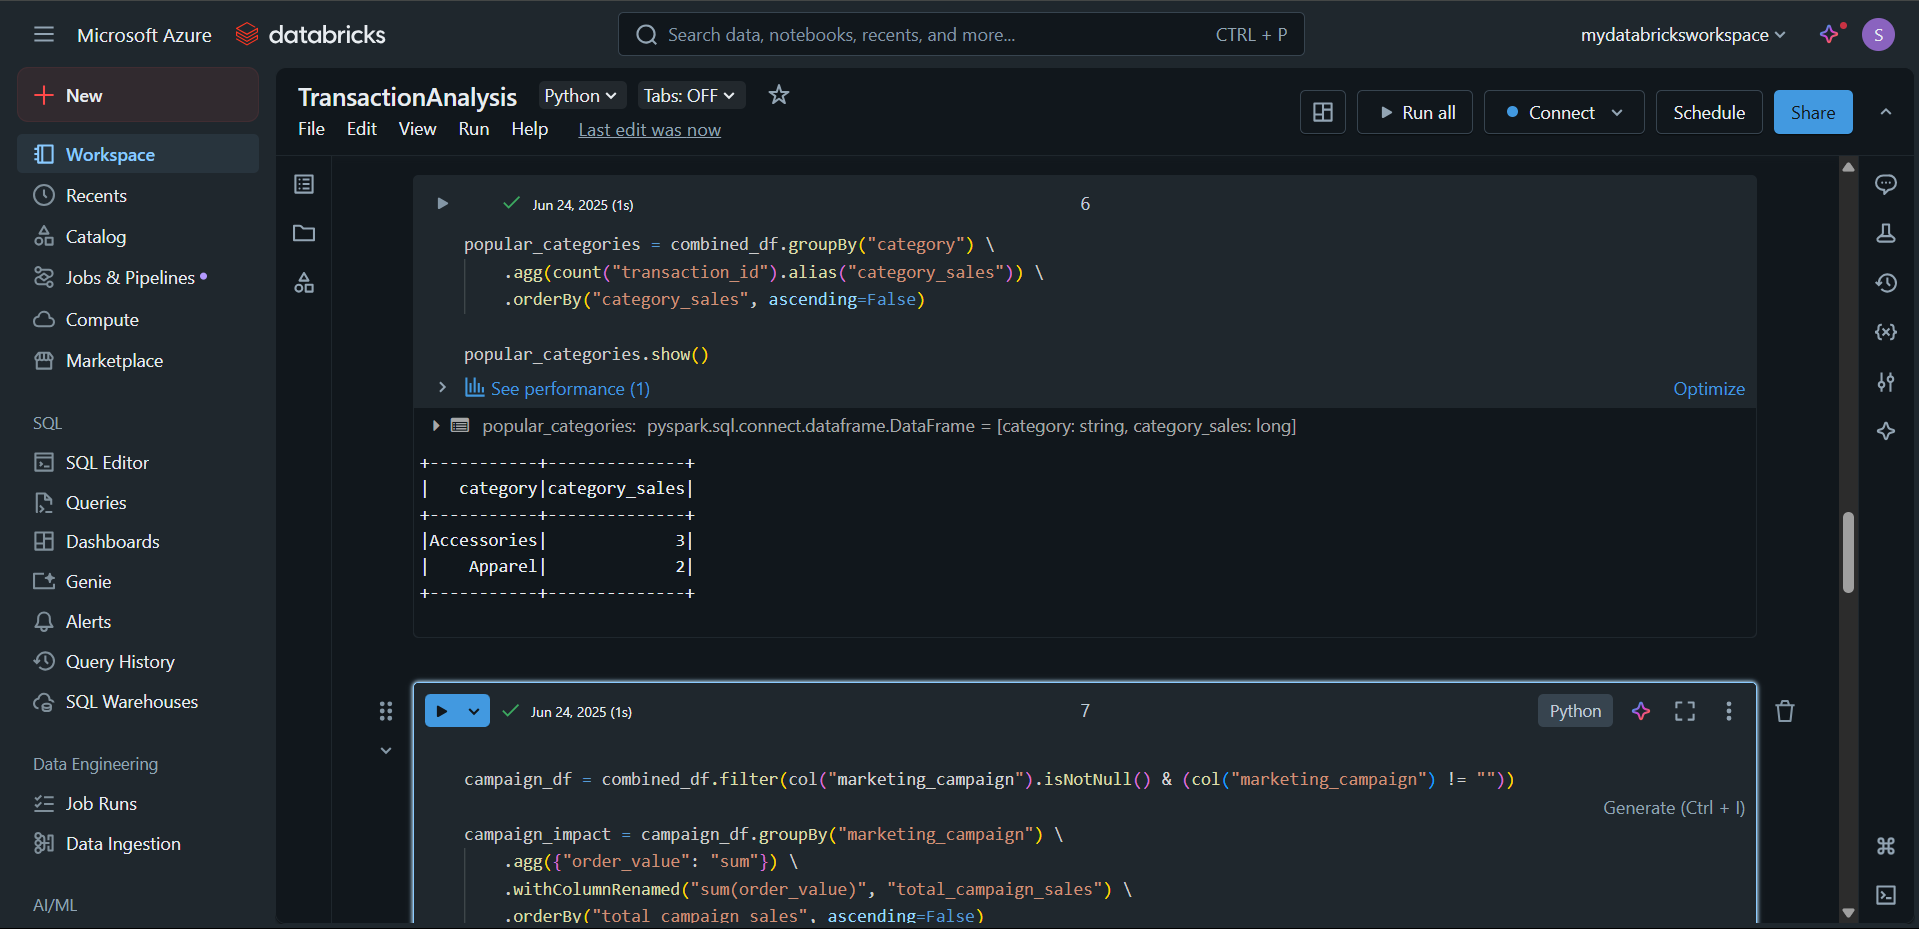 Microsoft Azure
databricks
Search data, notebooks, recents, and more...
CTRL + P
mydatabricksworkspace
S
New
Workspace
Recents
Catalog
Jobs & Pipelines
Compute
Marketplace
SQL
SQL Editor
Queries
Dashboards
Genie
Alerts
Query History
SQL Warehouses
Data Engineering
Job Runs
Data Ingestion
AI/ML
TransactionAnalysis
Python
Tabs: OFF
File Edit View Run Help Last edit was now
Run all
Connect
Schedule
Share
Jun 24, 2025 (1s)
6
popular_categories = combined_df.groupBy("category") \
.agg(count("transaction_id").alias("category_sales")) \
.orderBy("category_sales", ascending=False)
popular_categories.show()
See performance (1)
Optimize
popular_categories: pyspark.sql.connect.dataframe.DataFrame = [category: string, category_sales: long]
+-----------+--------------+
|   category|category_sales|
+-----------+--------------+
|Accessories|             3|
|    Apparel|             2|
+-----------+--------------+
Jun 24, 2025 (1s)
7
Python
campaign_df = combined_df.filter(col("marketing_campaign").isNotNull() & (col("marketing_campaign") != ""))
Generate (Ctrl + I)
campaign_impact = campaign_df.groupBy("marketing_campaign") \
.agg({"order_value": "sum"}) \
.withColumnRenamed("sum(order_value)", "total_campaign_sales") \
.orderBy("total_campaign_sales", ascending=False)